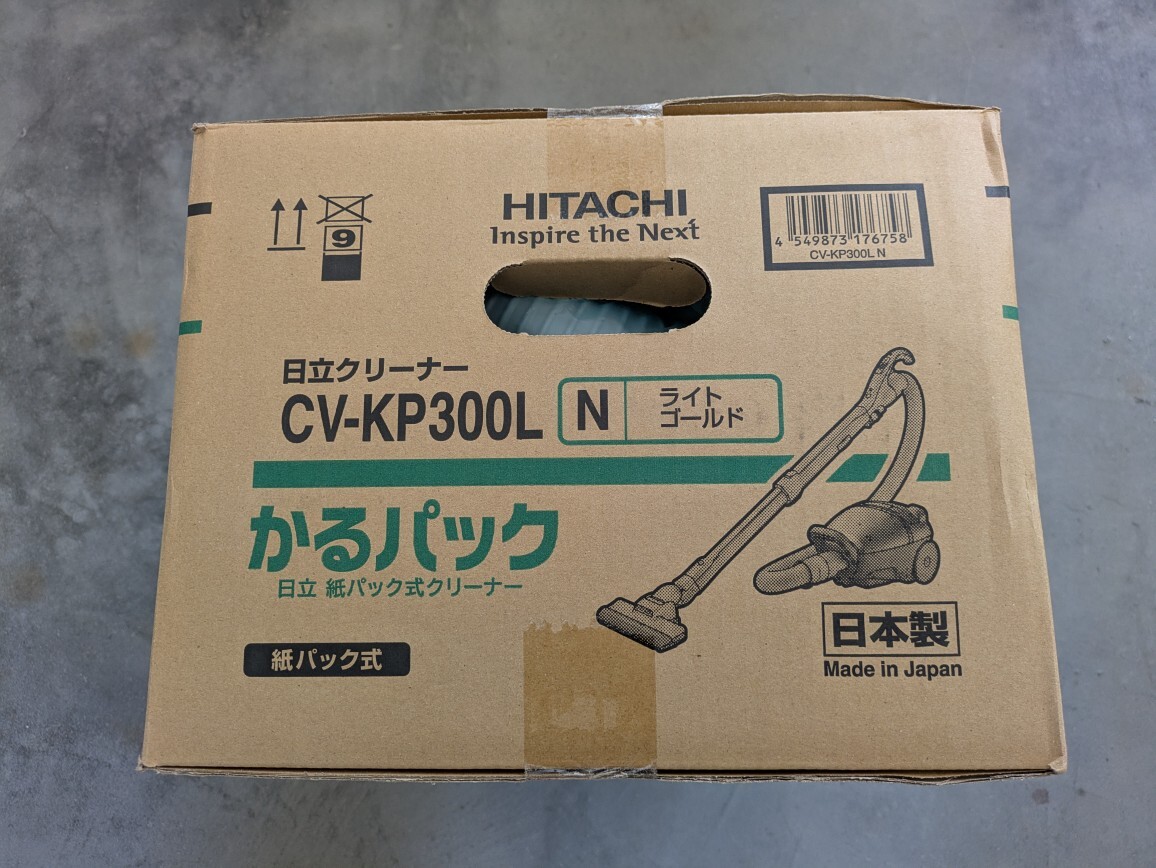 HITACHI
Inspire the Next
4 549873 176758
CV-KP300L N
9
日立クリーナー
CV-KP300L
N
ライト
ゴールド
かるパック
日立 紙パック式クリーナー
紙パック式
日本製
Made in Japan